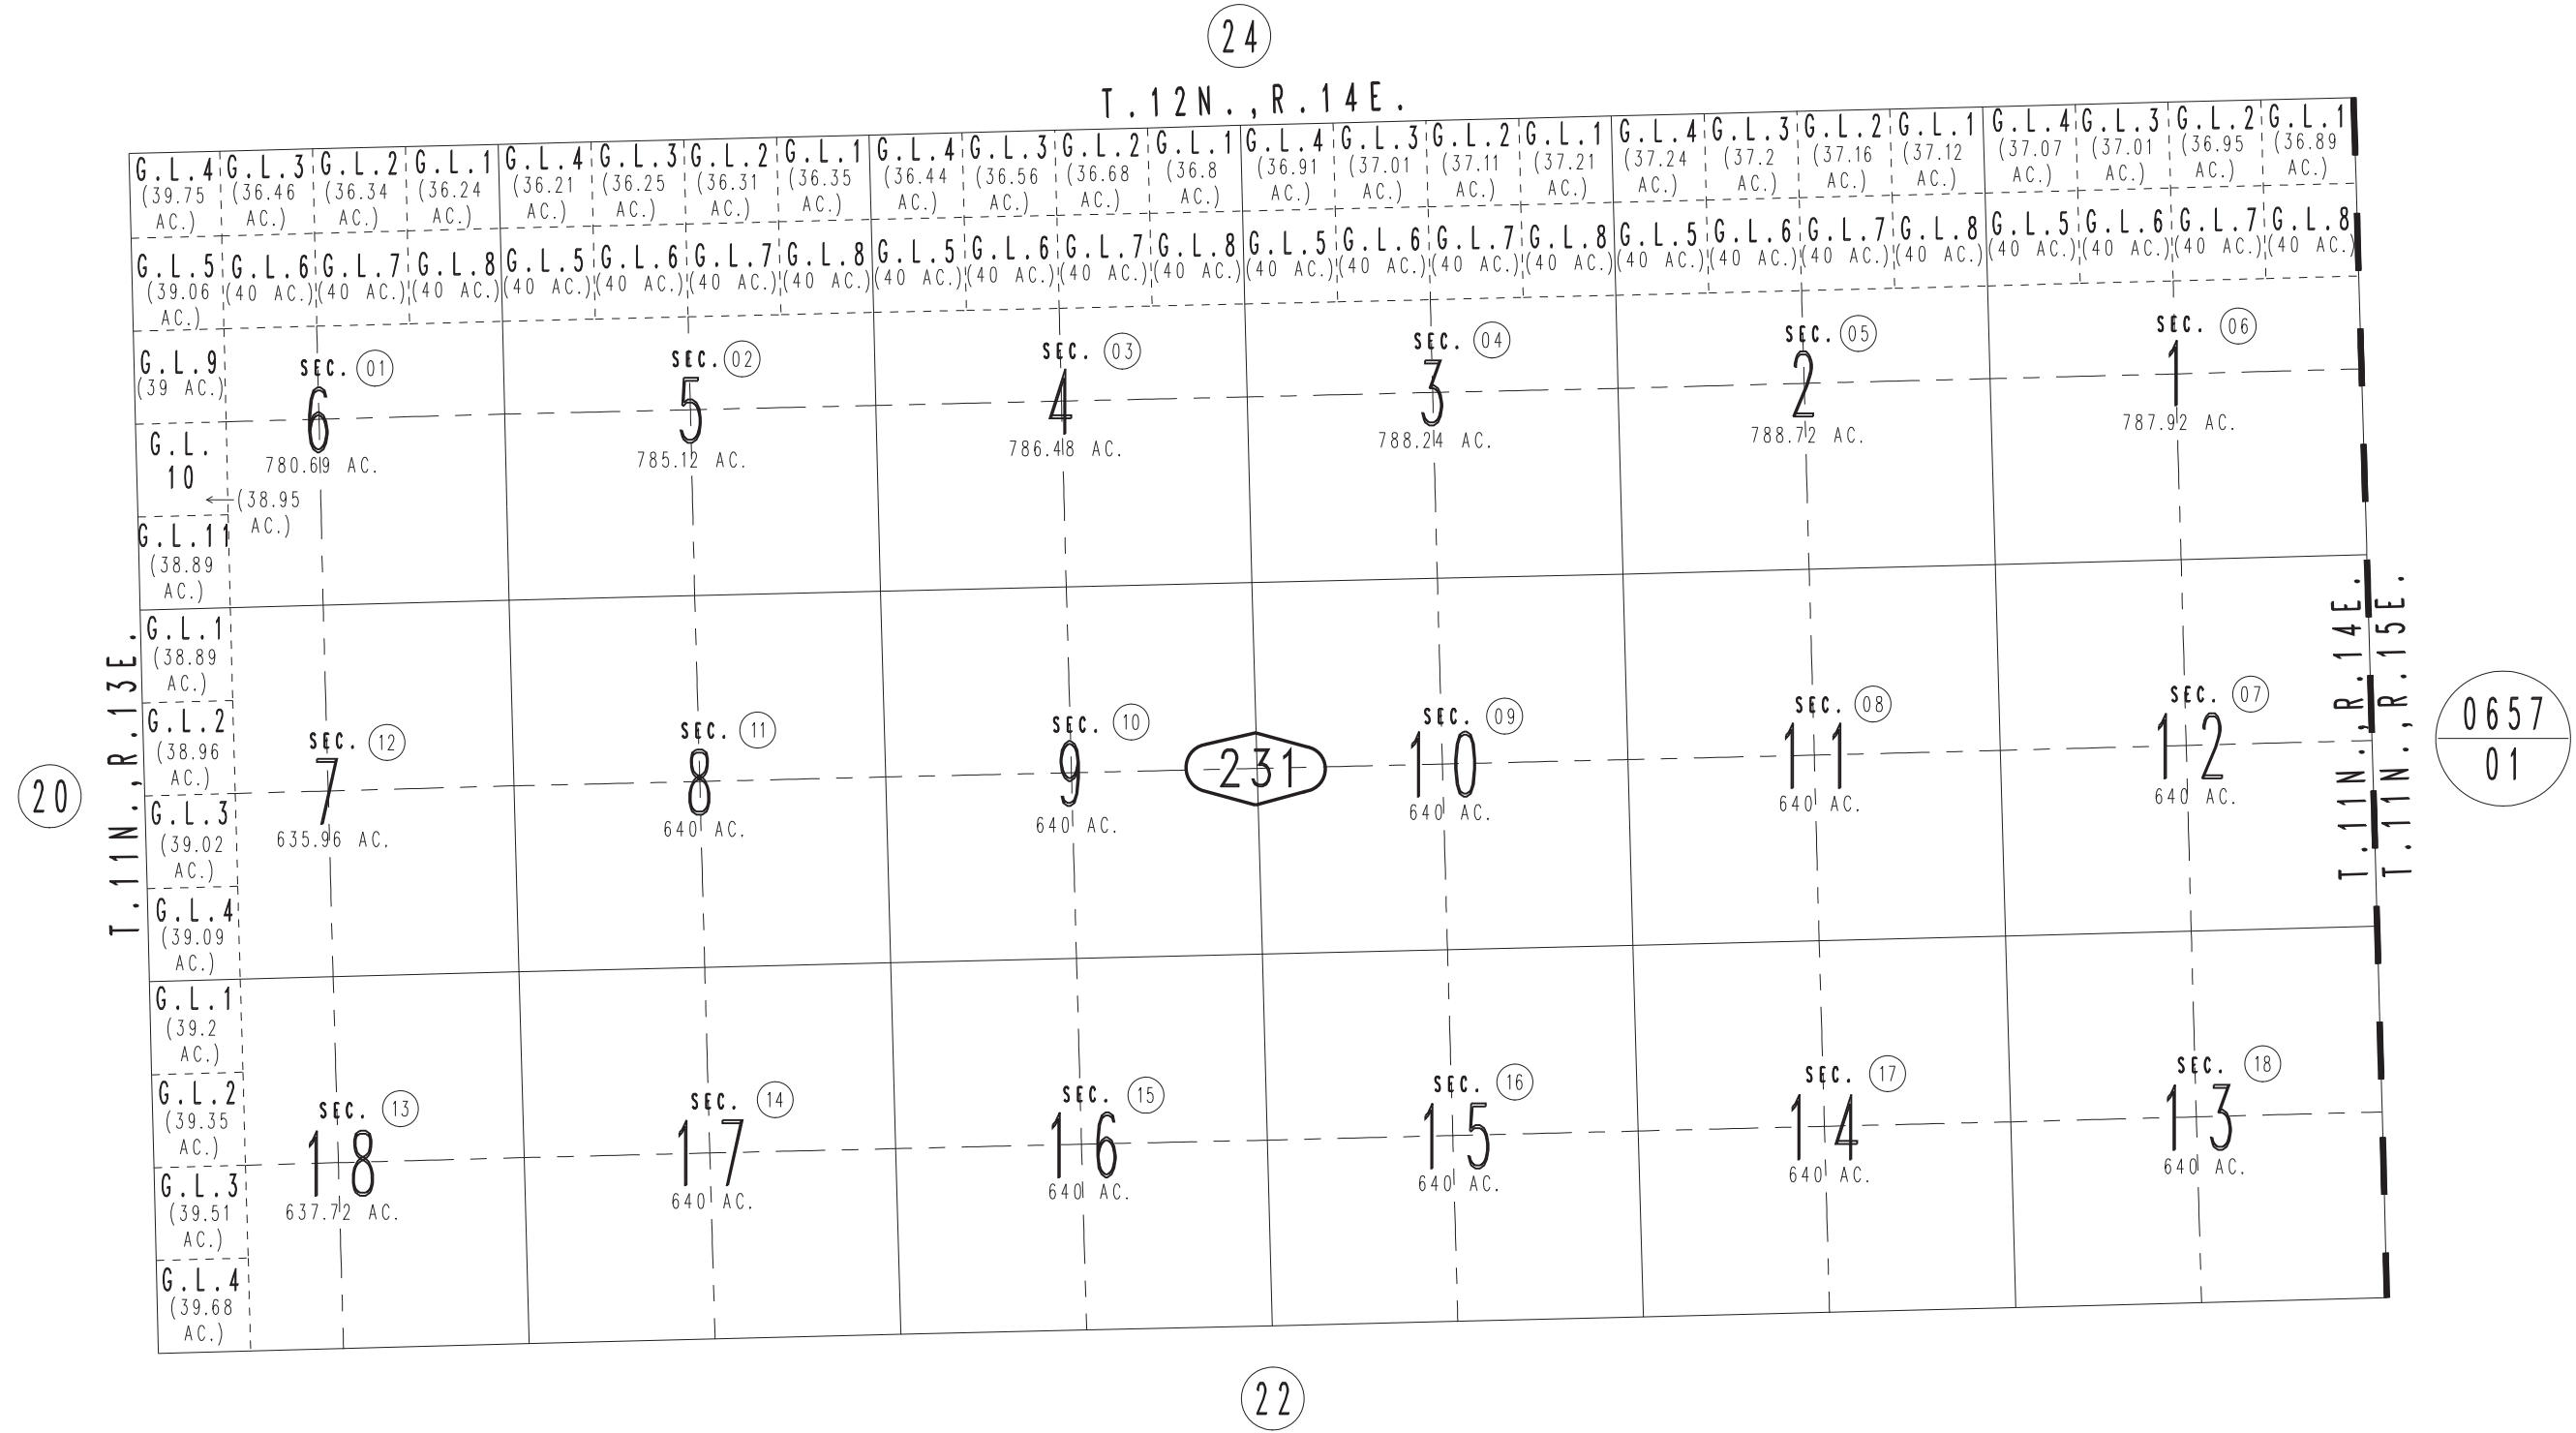 24
T.12N.,R.14E.
G.L.4 G.L.3 G.L.2 G.L.1 G.L.4 G.L.3 G.L.2 G.L.1 G.L.4 G.L.3 G.L.2 G.L.1 G.L.4 G.L.3 G.L.2 G.L.1 G.L.4 G.L.3 G.L.2 G.L.1 G.L.4 G.L.3 G.L.2 G.L.1
(39.75 (36.46 (36.34 (36.24 (36.21 (36.25 (36.31 (36.35 (36.44 (36.56 (36.68 (36.8 (36.91 (37.01 (37.11 (37.21 (37.24 (37.2 (37.16 (37.12 (37.07 (37.01 (36.95 (36.89
AC.) AC.) AC.) AC.) AC.) AC.) AC.) AC.) AC.) AC.) AC.) AC.) AC.) AC.) AC.) AC.) AC.) AC.) AC.) AC.) AC.) AC.) AC.) AC.)
G.L.5 G.L.6 G.L.7 G.L.8 G.L.5 G.L.6 G.L.7 G.L.8 G.L.5 G.L.6 G.L.7 G.L.8 G.L.5 G.L.6 G.L.7 G.L.8 G.L.5 G.L.6 G.L.7 G.L.8 G.L.5 G.L.6 G.L.7 G.L.8
(39.06 (40 AC.) (40 AC.) (40 AC.) (40 AC.) (40 AC.) (40 AC.) (40 AC.) (40 AC.) (40 AC.) (40 AC.) (40 AC.) (40 AC.) (40 AC.) (40 AC.) (40 AC.) (40 AC.) (40 AC.) (40 AC.) (40 AC.) (40 AC.) (40 AC.) (40 AC.) (40 AC.)
AC.)
G.L.9
(39 AC.)
SEC. 01 SEC. 02 SEC. 03 SEC. 04 SEC. 05 SEC. 06
6 5 4 3 2 1
780.69 AC. 785.12 AC. 786.48 AC. 788.24 AC. 788.72 AC. 787.92 AC.
G.L.
10
(38.95
AC.)
G.L.11
(38.89
AC.)
T.11N.,R.13E.
T.11N.,R.14E.
T.11N.,R.15E.
G.L.1
(38.89
AC.)
G.L.2
(38.96
AC.)
SEC. 12 SEC. 11 SEC. 10 SEC. 09 SEC. 08 SEC. 07
20
7 8 9 231 10 11 12
0657
01
635.96 AC. 640 AC. 640 AC. 640 AC. 640 AC. 640 AC.
G.L.3
(39.02
AC.)
G.L.4
(39.09
AC.)
G.L.1
(39.2
AC.)
G.L.2
(39.35
AC.)
SEC. 13 SEC. 14 SEC. 15 SEC. 16 SEC. 17 SEC. 18
18 17 16 15 14 13
637.72 AC. 640 AC. 640 AC. 640 AC. 640 AC. 640 AC.
G.L.3
(39.51
AC.)
G.L.4
(39.68
AC.)
22